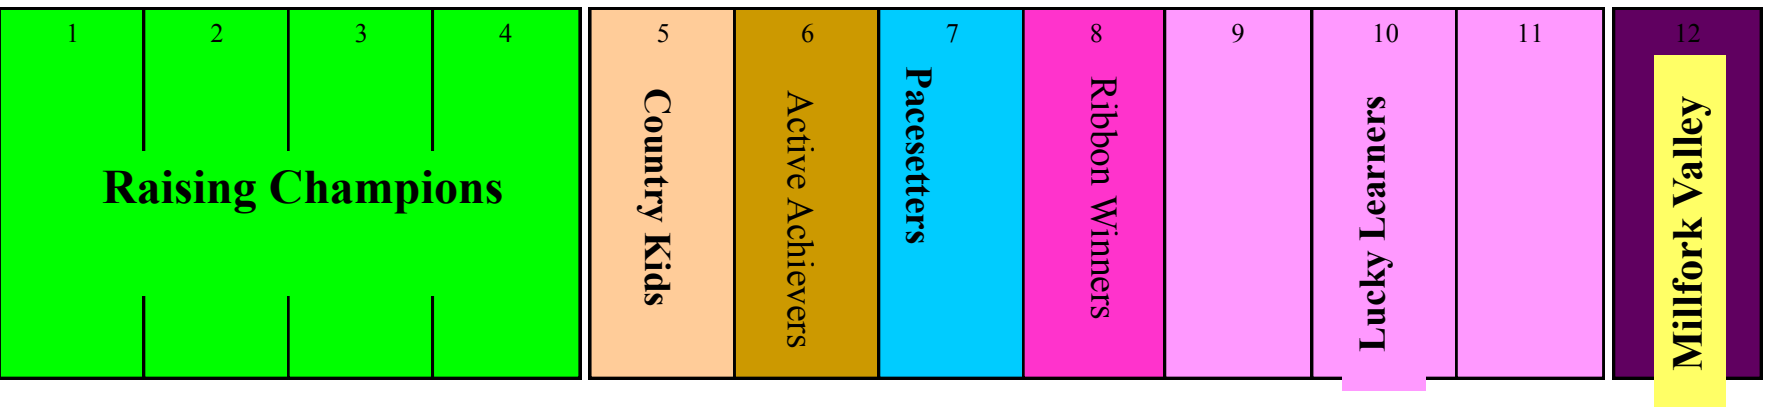 1 2 3 4 5 6 7 8 9 10 11 12
Raising Champions
Country Kids
Active Achievers
Pacesetters
Ribbon Winners
Lucky Learners
Millfork Valley